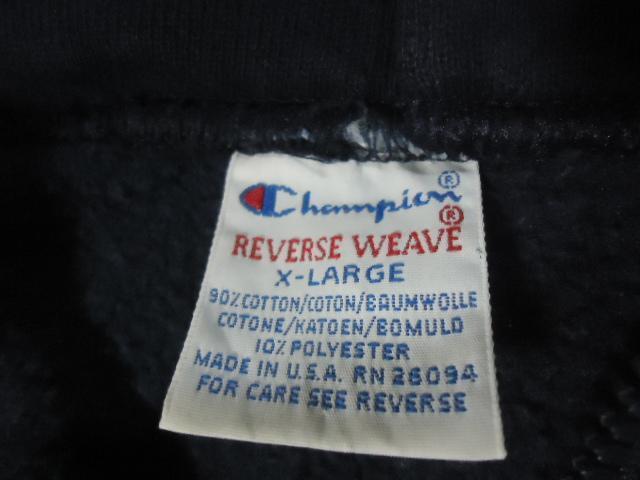 Champion®
REVERSE WEAVE®
X-LARGE
90% COTTON/COTON/BAUMWOLLE
COTONE/KATOEN/BOMULD
10% POLYESTER
MADE IN U.S.A. RN 26094
FOR CARE SEE REVERSE